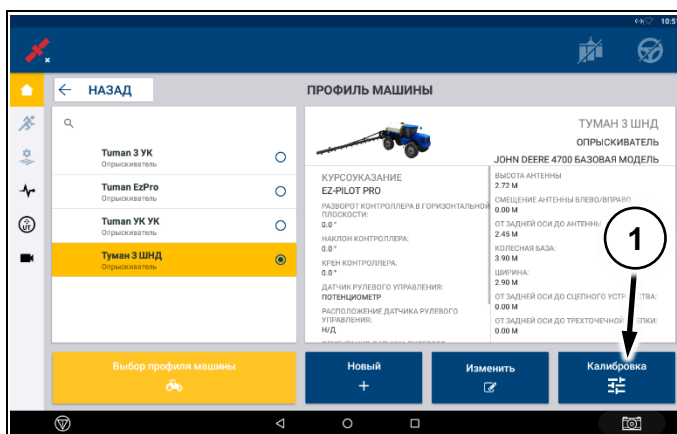 10:5
НАЗАД
ПРОФИЛЬ МАШИНЫ
Tuman 3 УК
Опрыскиватель
Tuman EzPro
Опрыскиватель
Tuman УК УК
Опрыскиватель
Туман 3 ШНД
Опрыскиватель
ТУМАН 3 ШНД
ОПРЫСКИВАТЕЛЬ
JOHN DEERE 4700 БАЗОВАЯ МОДЕЛЬ
КУРСОУКАЗАНИЕ
EZ-PILOT PRO
РАЗВОРОТ КОНТРОЛЛЕРА В ГОРИЗОНТАЛЬНОЙ
ПЛОСКОСТИ:
0.0 °
НАКЛОН КОНТРОЛЛЕРА:
0.0 °
КРЕН КОНТРОЛЛЕРА:
0.0 °
ДАТЧИК РУЛЕВОГО УПРАВЛЕНИЯ:
ПОТЕНЦИОМЕТР
РАСПОЛОЖЕНИЕ ДАТЧИКА РУЛЕВОГО
УПРАВЛЕНИЯ:
Н/Д
ВЫСОТА АНТЕННЫ
2.72 М
СМЕЩЕНИЕ АНТЕННЫ ВЛЕВО/ВПРАВО
0.00 М
ОТ ЗАДНЕЙ ОСИ ДО АНТЕННЫ
2.45 М
КОЛЕСНАЯ БАЗА:
3.90 М
ШИРИНА:
2.90 М
ОТ ЗАДНЕЙ ОСИ ДО СЦЕПНОГО
0.00 М
ОТ ЗАДНЕЙ ОСИ ДО ТРЕХТОЧЕЧНОЙ
0.00 М
1
Выбор профиля машины
Новый
Изменить
Калибровка
UT